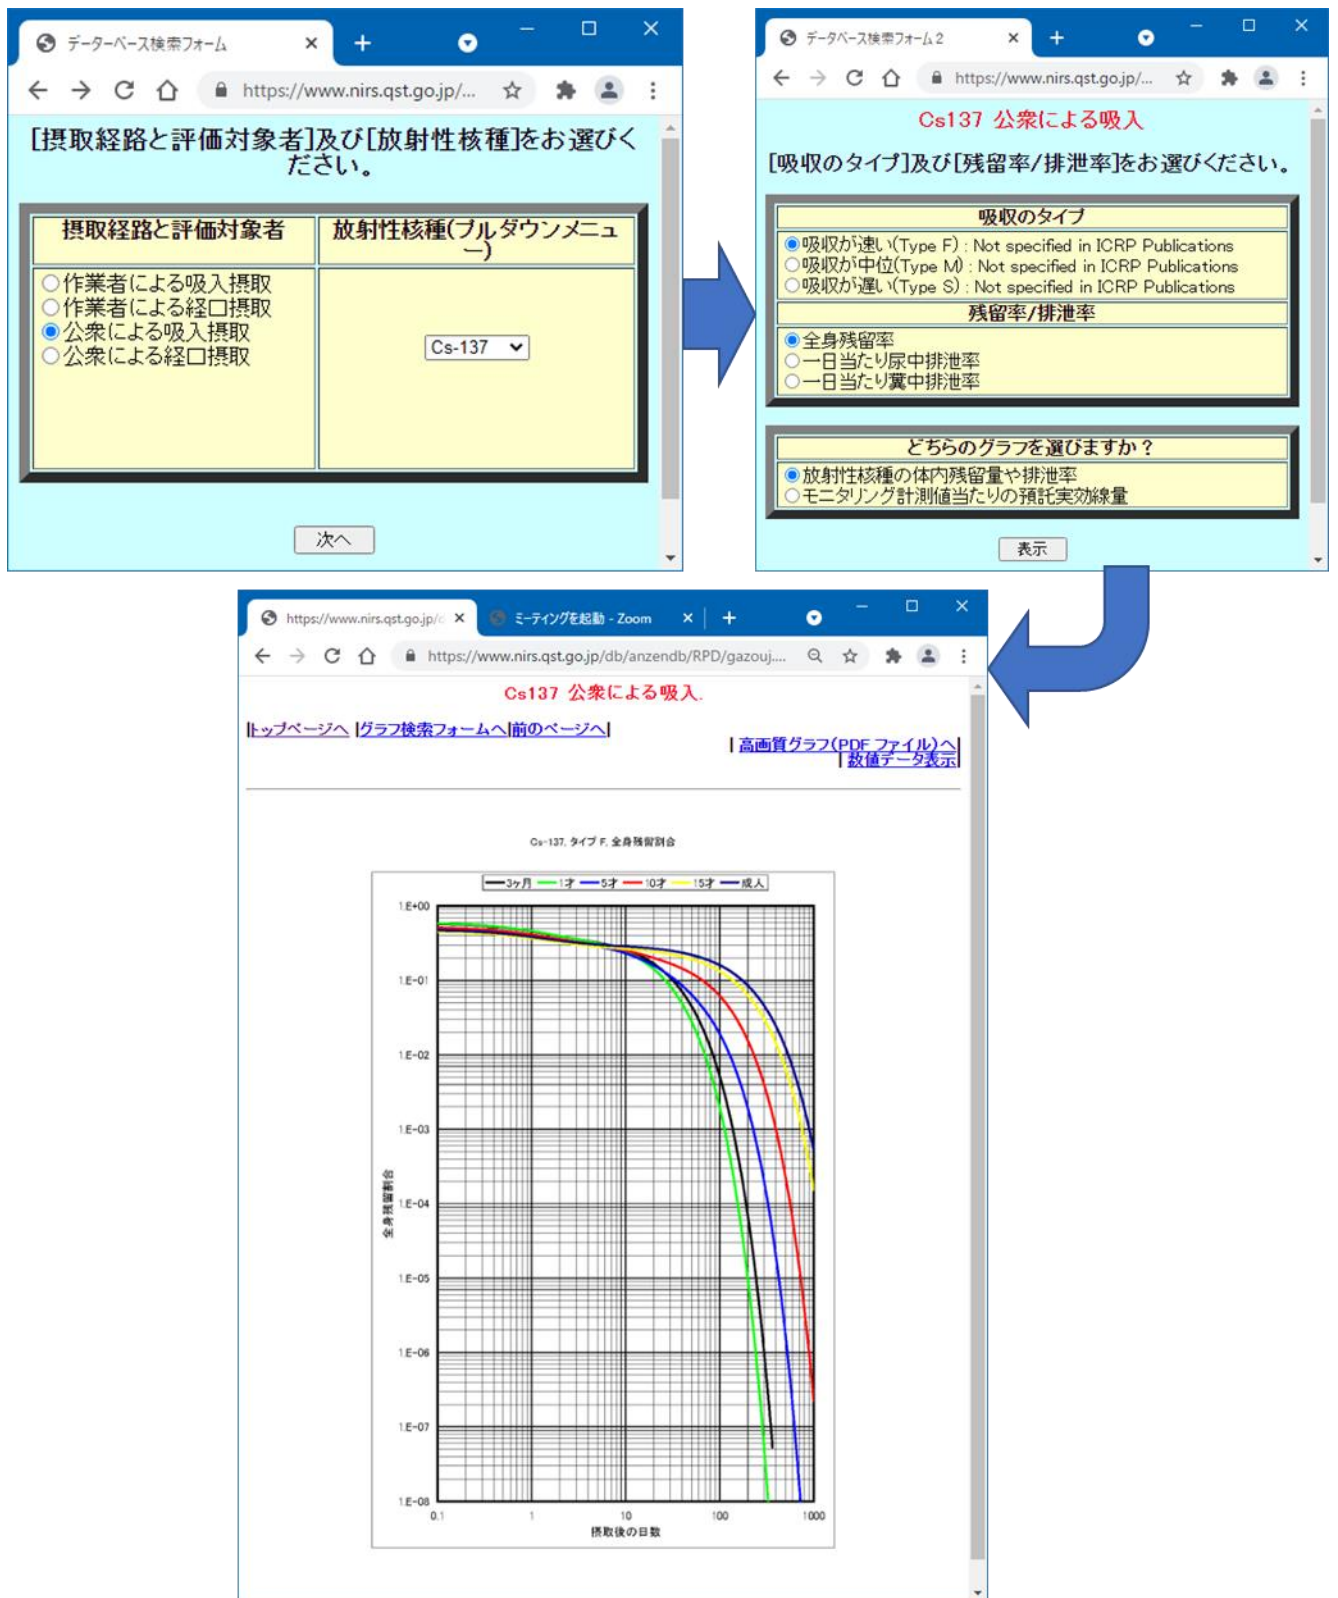 データーベース検索フォーム
https://www.nirs.qst.go.jp/...
[摂取経路と評価対象者]及び[放射性核種]をお選びく
ださい。
摂取経路と評価対象者
放射性核種(プルダウンメニュ
ー)
作業者による吸入摂取
作業者による経口摂取
公衆による吸入摂取
公衆による経口摂取
Cs-137
次へ
データベース検索フォーム2
https://www.nirs.qst.go.jp/...
Cs137 公衆による吸入
[吸収のタイプ]及び[残留率/排泄率]をお選びください。
吸収のタイプ
吸収が速い(Type F) : Not specified in ICRP Publications
吸収が中位(Type M) : Not specified in ICRP Publications
吸収が遅い(Type S) : Not specified in ICRP Publications
残留率/排泄率
全身残留率
一日当たり尿中排泄率
一日当たり糞中排泄率
どちらのグラフを選びますか？
放射性核種の体内残留量や排泄率
モニタリング計測値当たりの預託実効線量
表示
https://www.nirs.qst.go.jp/d
ミーティングを起動 - Zoom
https://www.nirs.qst.go.jp/db/anzendb/RPD/gazouj....
Cs137 公衆による吸入.
|トップページへ |グラフ検索フォームへ|前のページへ|
| 高画質グラフ(PDF ファイル)へ|
| 数値データ表示|
Cs-137, タイプ F, 全身残留割合
3ヶ月 1才 5才 10才 15才 成人
1.E+00
1.E-01
1.E-02
1.E-03
1.E-04
1.E-05
1.E-06
1.E-07
1.E-08
全身残留割合
0.1 1 10 100 1000
摂取後の日数